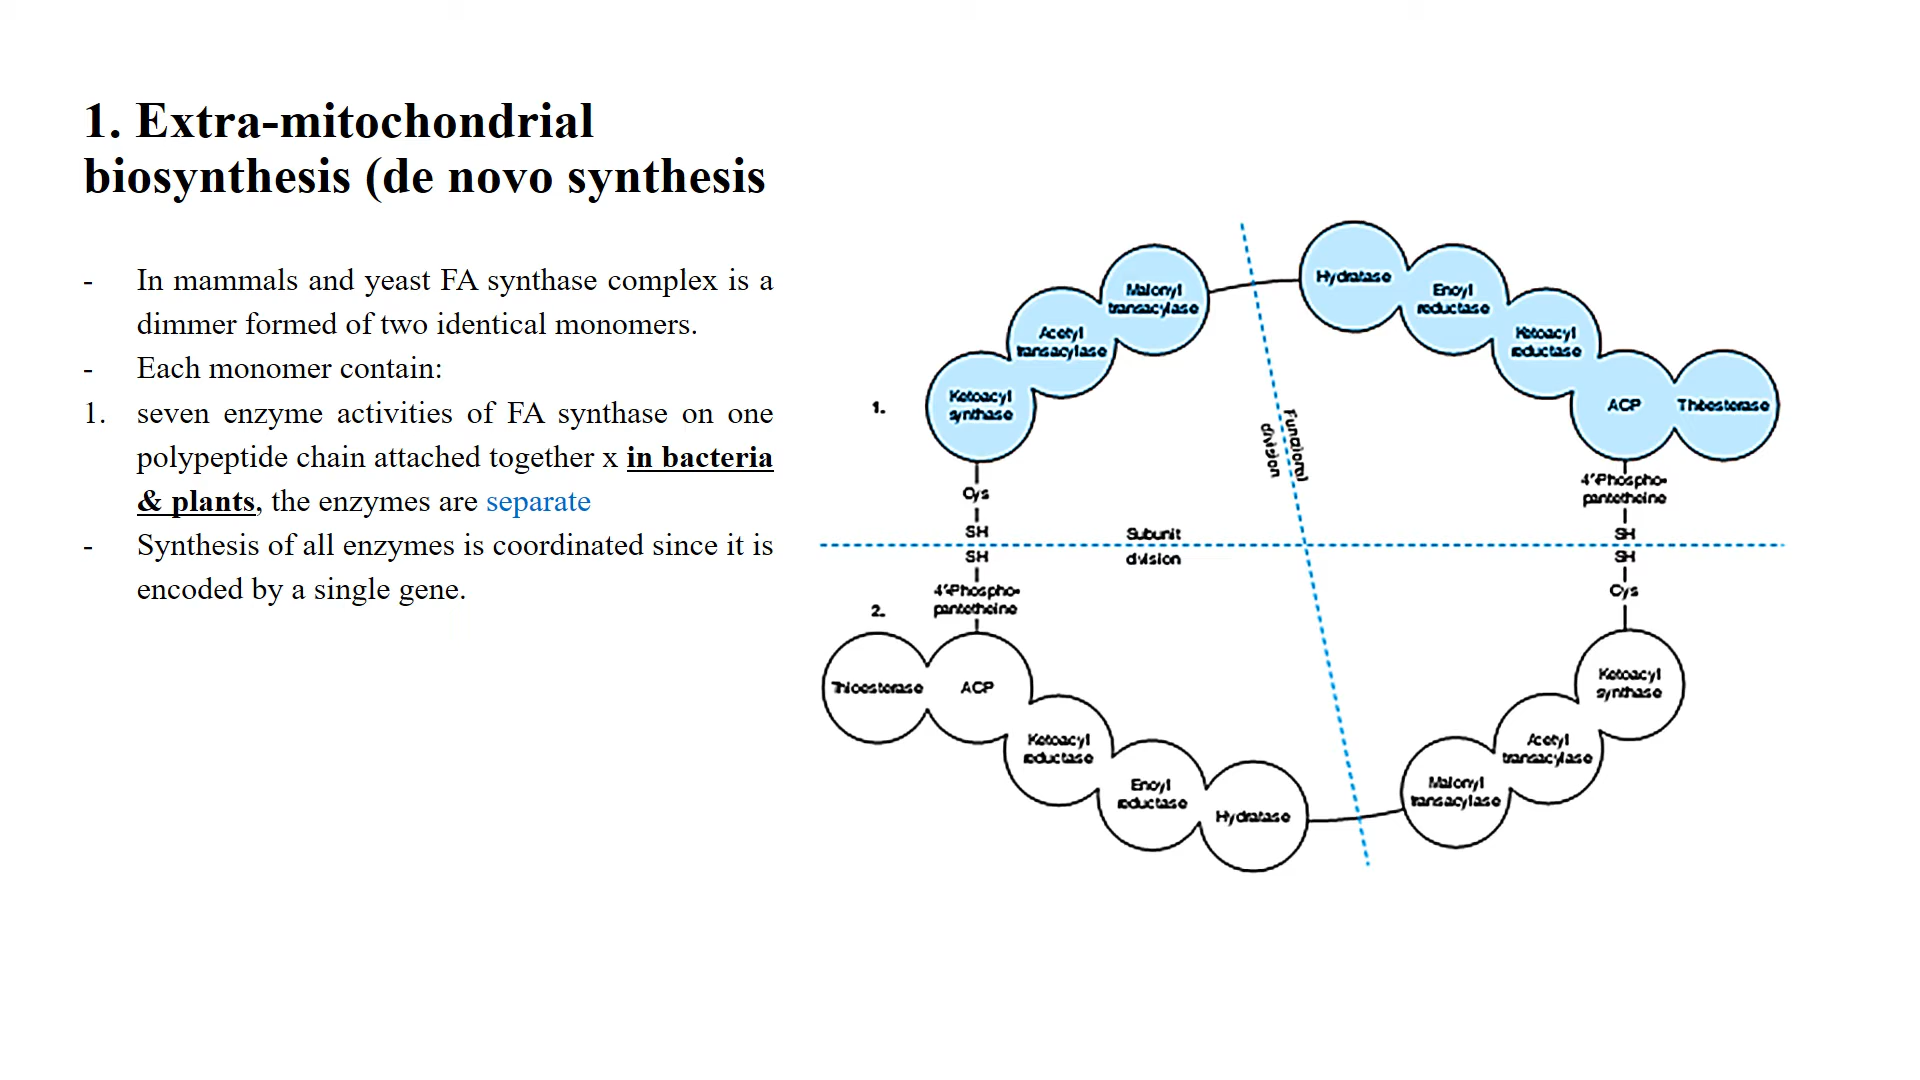 1. Extra-mitochondrial
biosynthesis (de novo synthesis
- In mammals and yeast FA synthase complex is a
dimmer formed of two identical monomers.
- Each monomer contain:
1. seven enzyme activities of FA synthase on one
polypeptide chain attached together x in bacteria
& plants, the enzymes are separate
- Synthesis of all enzymes is coordinated since it is
encoded by a single gene.
1.
Ketoacyl
synthase
Acetyl
transacylase
Malonyl
transacylase
Hydratase
Enoyl
reductase
Ketoacyl
reductase
ACP
Thioesterase
Functional
division
Cys
SH
4'-Phospho-
pantetheine
SH
Subunit
division
SH
4'-Phospho-
pantetheine
SH
Cys
2.
Thioesterase
ACP
Ketoacyl
reductase
Enoyl
reductase
Hydratase
Malonyl
transacylase
Acetyl
transacylase
Ketoacyl
synthase